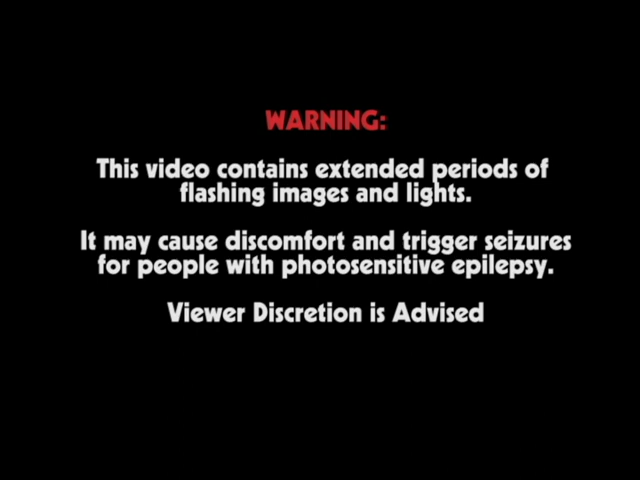 WARNING:
This video contains extended periods of
flashing images and lights.
It may cause discomfort and trigger seizures
for people with photosensitive epilepsy.
Viewer Discretion is Advised